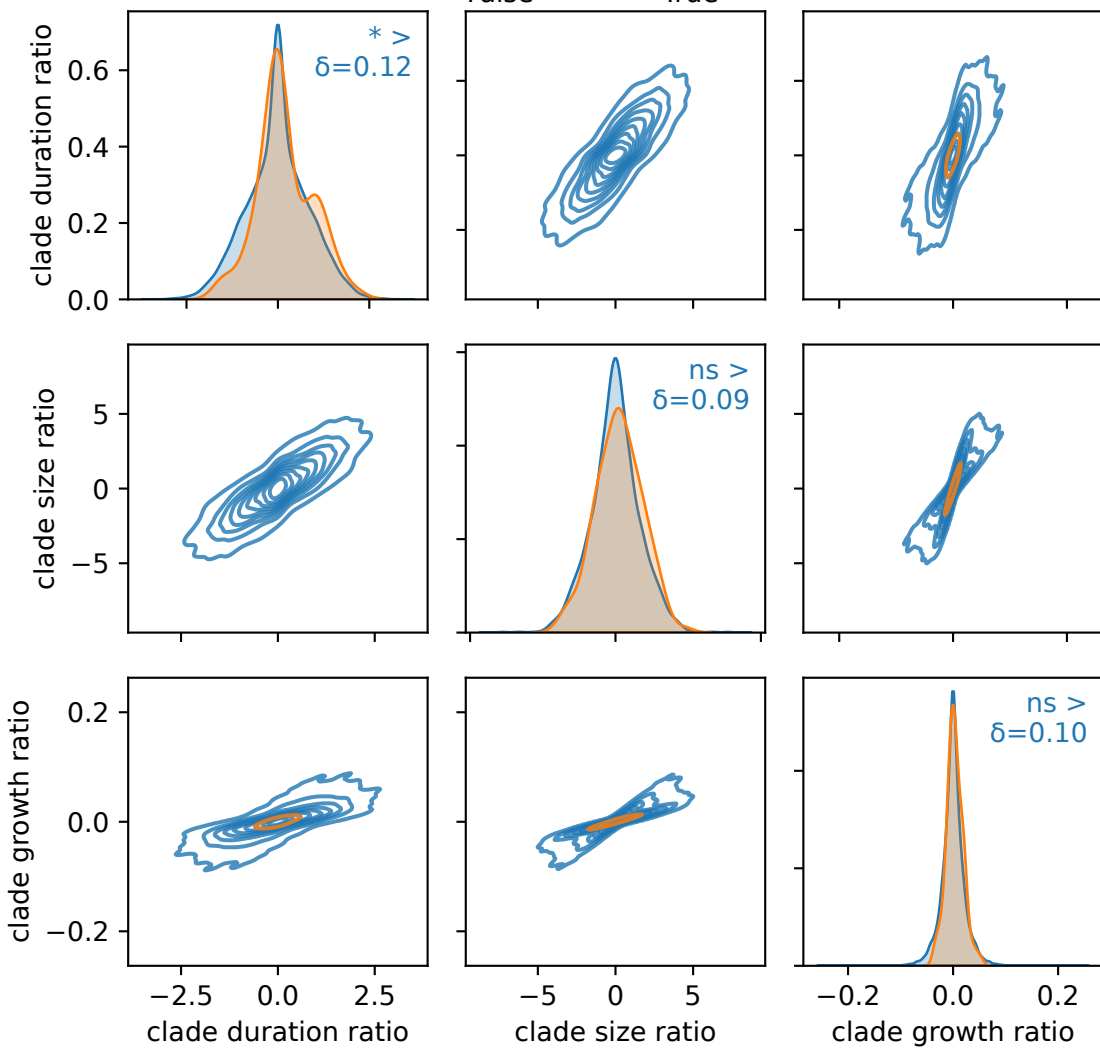 True
clade duration ratio
0.6
0.4
0.2
0.0
* >
δ=0.12
clade size ratio
5
0
−5
ns >
δ=0.09
clade growth ratio
0.2
0.0
−0.2
ns >
δ=0.10
−2.5 0.0 2.5
−5 0 5
−0.2 0.0 0.2
clade duration ratio
clade size ratio
clade growth ratio